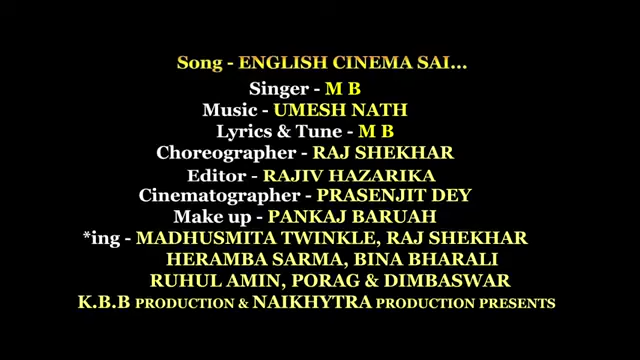 Song - ENGLISH CINEMA SAI...
Singer - M B
Music - UMESH NATH
Lyrics & Tune - M B
Choreographer - RAJ SHEKHAR
Editor - RAJIV HAZARIKA
Cinematographer - PRASENJIT DEY
Make up - PANKAJ BARUAH
*ing - MADHUSMITA TWINKLE, RAJ SHEKHAR
HERAMBA SARMA, BINA BHARALI
RUHUL AMIN, PORAG & DIMBASWAR
K.B.B PRODUCTION & NAIKHYTRA PRODUCTION PRESENTS